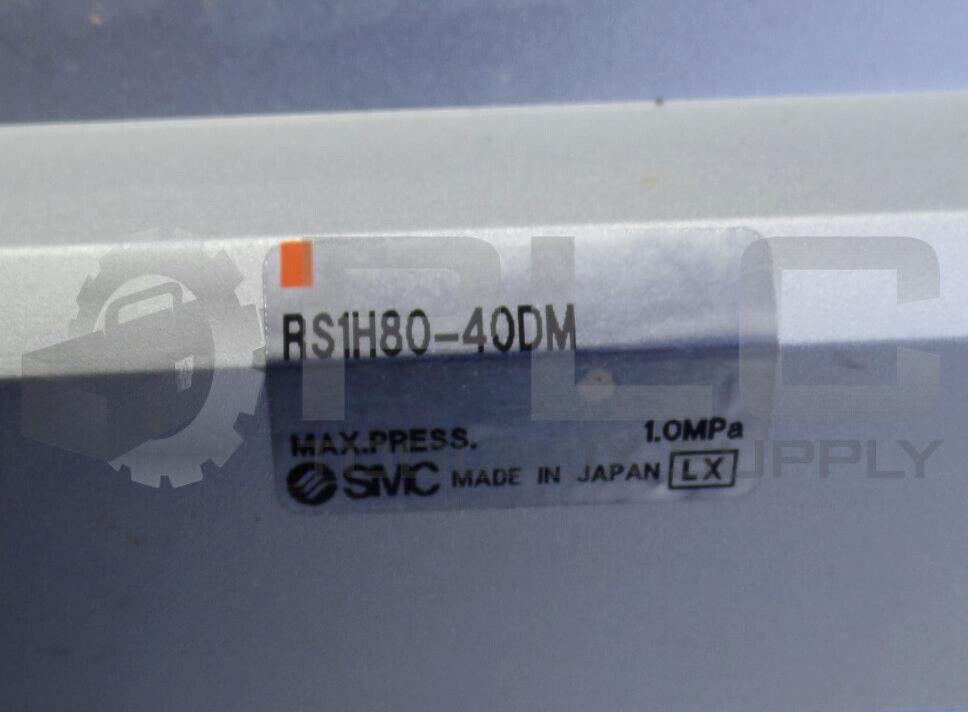 RS1H80-40DM
MAX.PRESS. 1.0MPa
SMC MADE IN JAPAN LX
PLC
SUPPLY